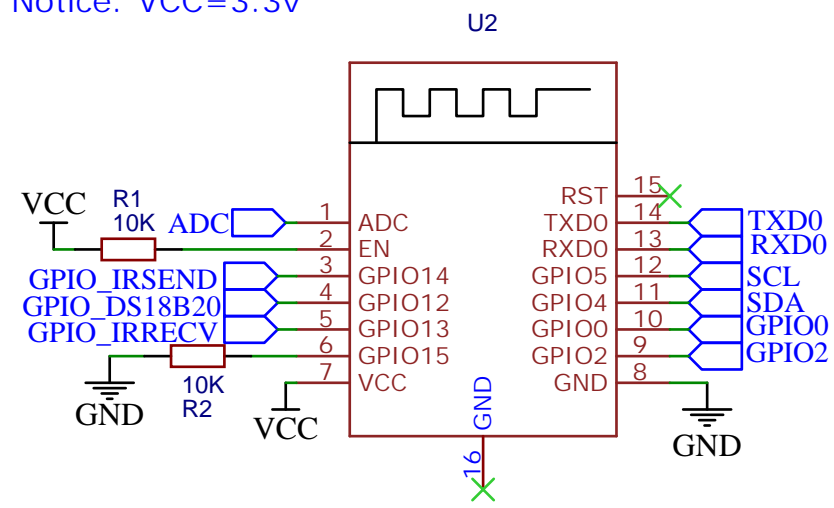 Notice: VCC=3.3V
U2
VCC
R1
10K
ADC
1
ADC
2
EN
GPIO_IRSEND
3
GPIO14
GPIO_DS18B20
4
GPIO12
GPIO_IRRECV
5
GPIO13
6
GPIO15
10K
R2
GND
7
VCC
VCC
RST
15
TXD0
14
TXD0
RXD0
13
RXD0
GPIO5
12
SCL
GPIO4
11
SDA
GPIO0
10
GPIO0
GPIO2
9
GPIO2
GND
8
GND
GND
16